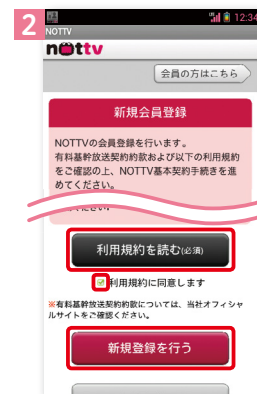 2
12:34
NOTTV
nottv
会員の方はこちら
新規会員登録
NOTTVの会員登録を行います。
有料基幹放送契約約款および以下の利用規約
をご確認の上、NOTTV基本契約手続きを進
めてください。
利用規約を読む(必須)
利用規約に同意します
※有料基幹放送契約約款については、当社オフィシャ
ルサイトをご確認ください。
新規登録を行う